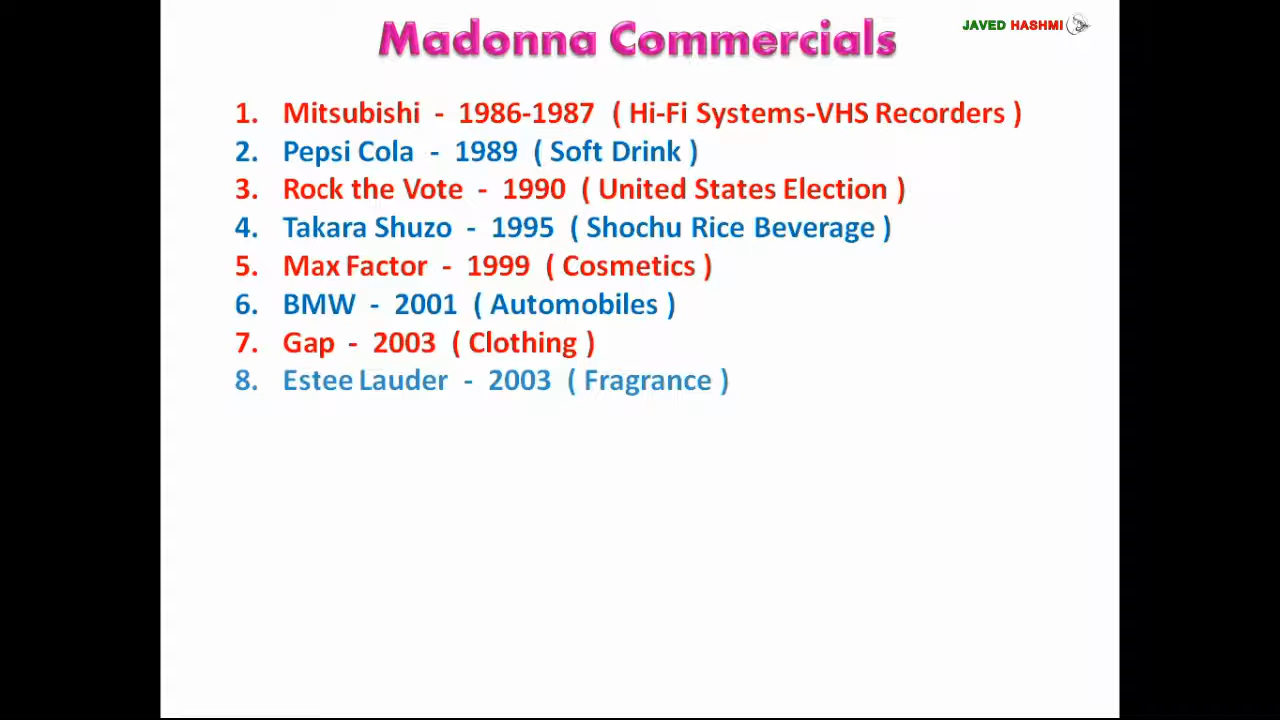 Madonna Commercials
JAVED HASHMI
1. Mitsubishi - 1986-1987 ( Hi-Fi Systems-VHS Recorders )
2. Pepsi Cola - 1989 ( Soft Drink )
3. Rock the Vote - 1990 ( United States Election )
4. Takara Shuzo - 1995 ( Shochu Rice Beverage )
5. Max Factor - 1999 ( Cosmetics )
6. BMW - 2001 ( Automobiles )
7. Gap - 2003 ( Clothing )
8. Estee Lauder - 2003 ( Fragrance )